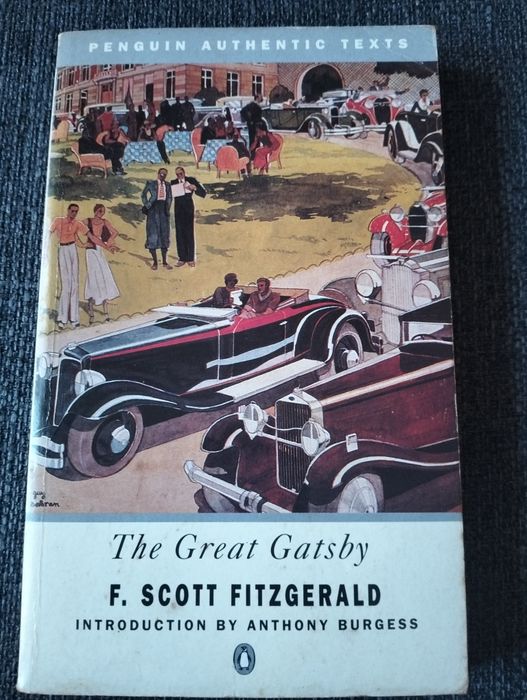 PENGUIN AUTHENTIC TEXTS
The Great Gatsby
F. SCOTT FITZGERALD
INTRODUCTION BY ANTHONY BURGESS